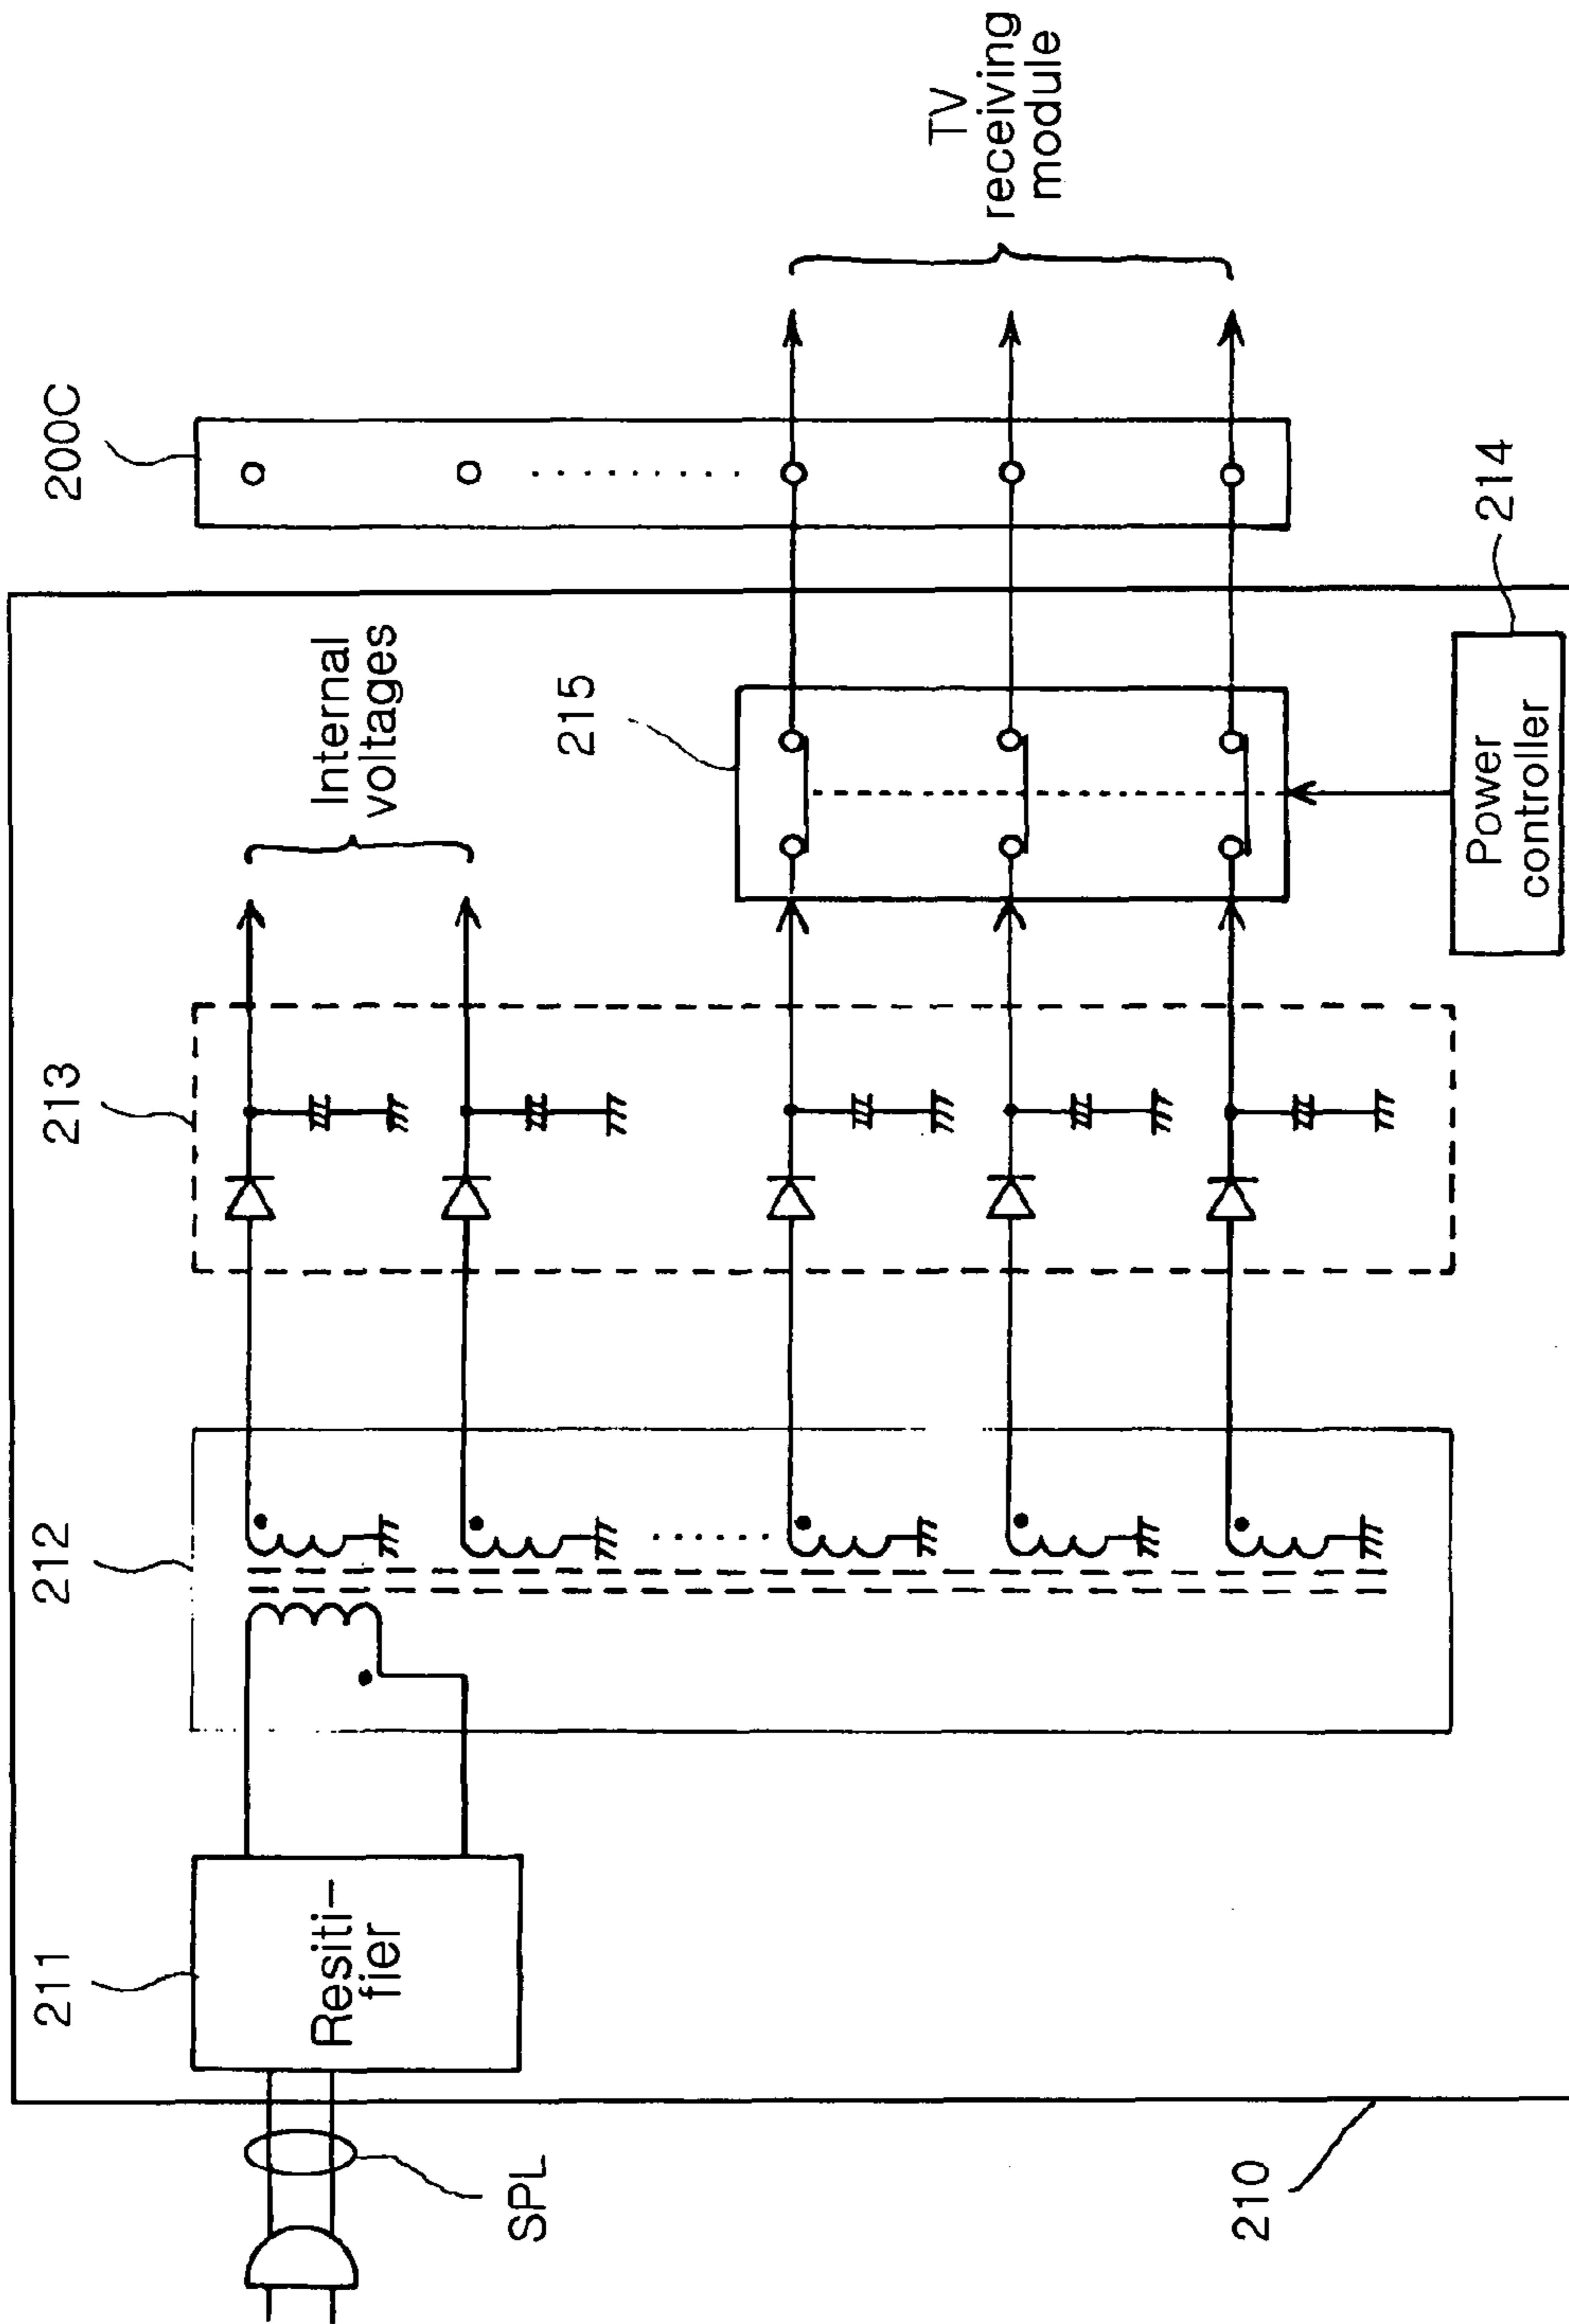 210
SPL
211
Resiti-
fier
212
213
Internal
voltages
215
Power
controller
214
200C
TV
receiving
module